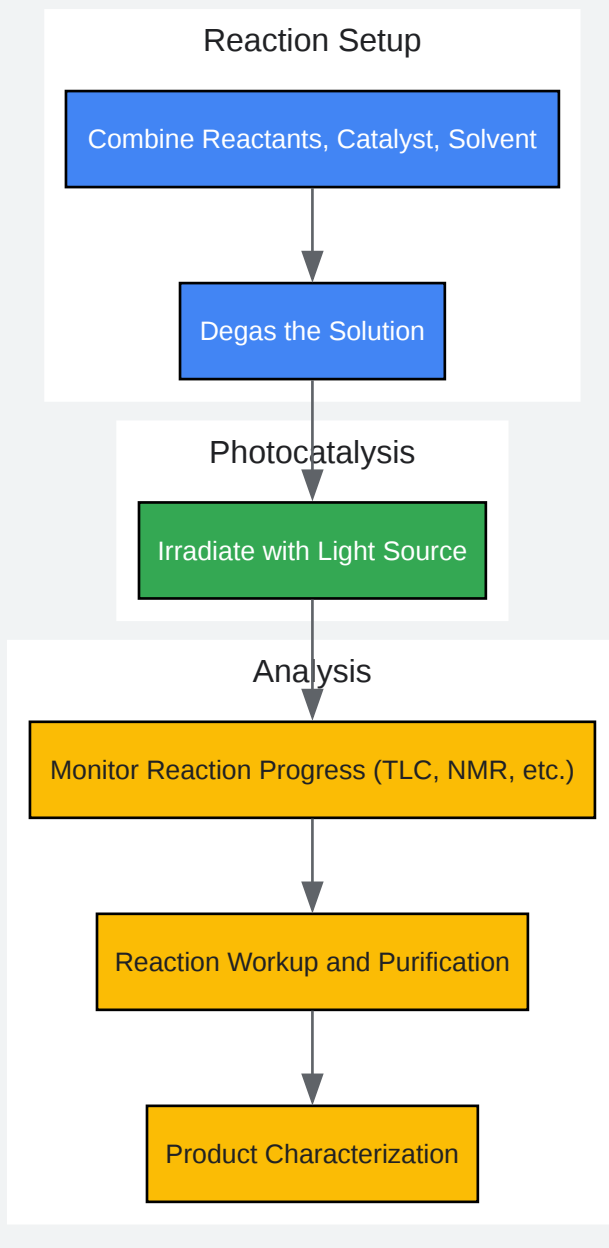 Reaction Setup
Combine Reactants, Catalyst, Solvent
Degas the Solution
Photocatalysis
Irradiate with Light Source
Analysis
Monitor Reaction Progress (TLC, NMR, etc.)
Reaction Workup and Purification
Product Characterization